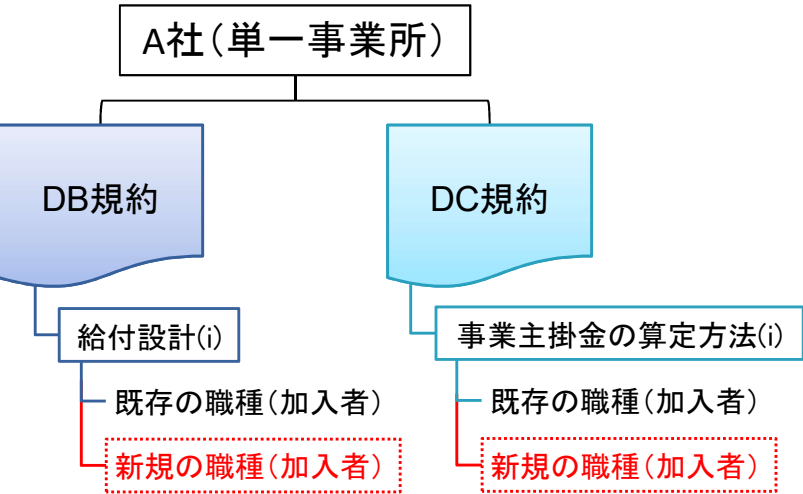 A社(単一事業所)
DB規約
DC規約
給付設計(i)
事業主掛金の算定方法(i)
既存の職種(加入者)
既存の職種(加入者)
新規の職種(加入者)
新規の職種(加入者)